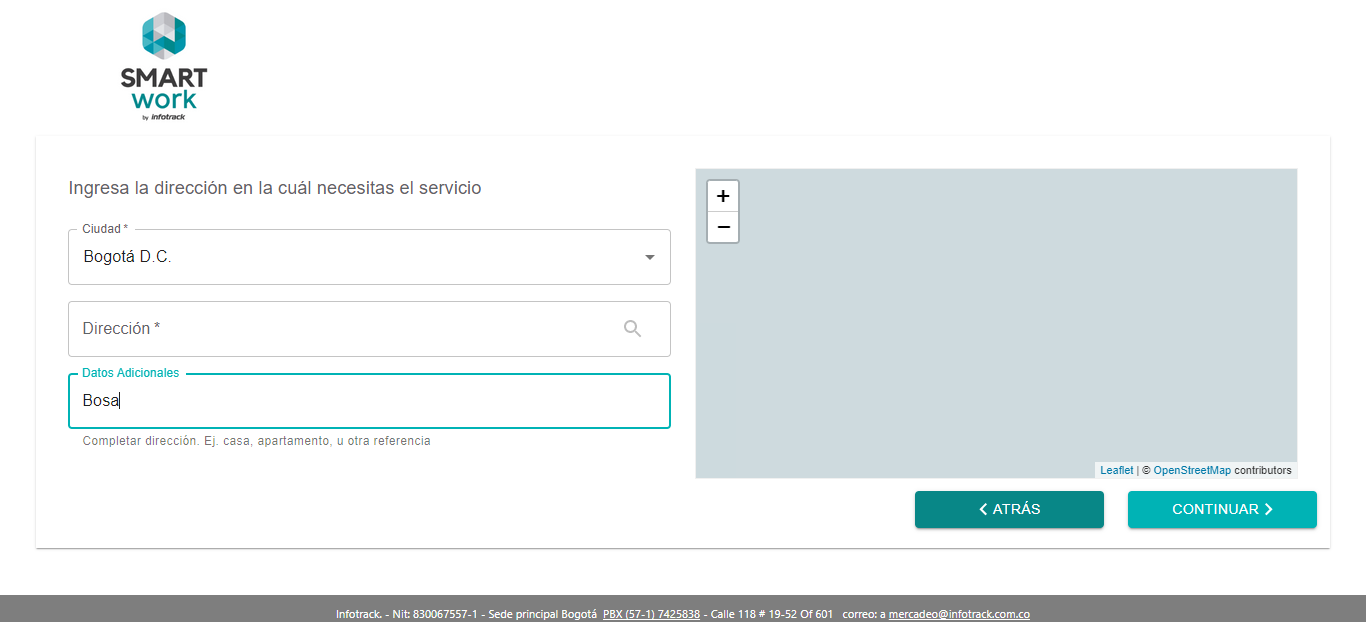 SMART
work
by infotrack
Ingresa la dirección en la cuál necesitas el servicio
Ciudad *
Bogotá D.C.
Dirección *
Datos Adicionales
Bosa
Completar dirección. Ej. casa, apartamento, u otra referencia
+
−
Leaflet | © OpenStreetMap contributors
ATRÁS
CONTINUAR
Infotrack. - Nit: 830067557-1 - Sede principal Bogotá PBX (57-1) 7425838 - Calle 118 # 19-52 Of 601 correo: a mercadeo@infotrack.com.co